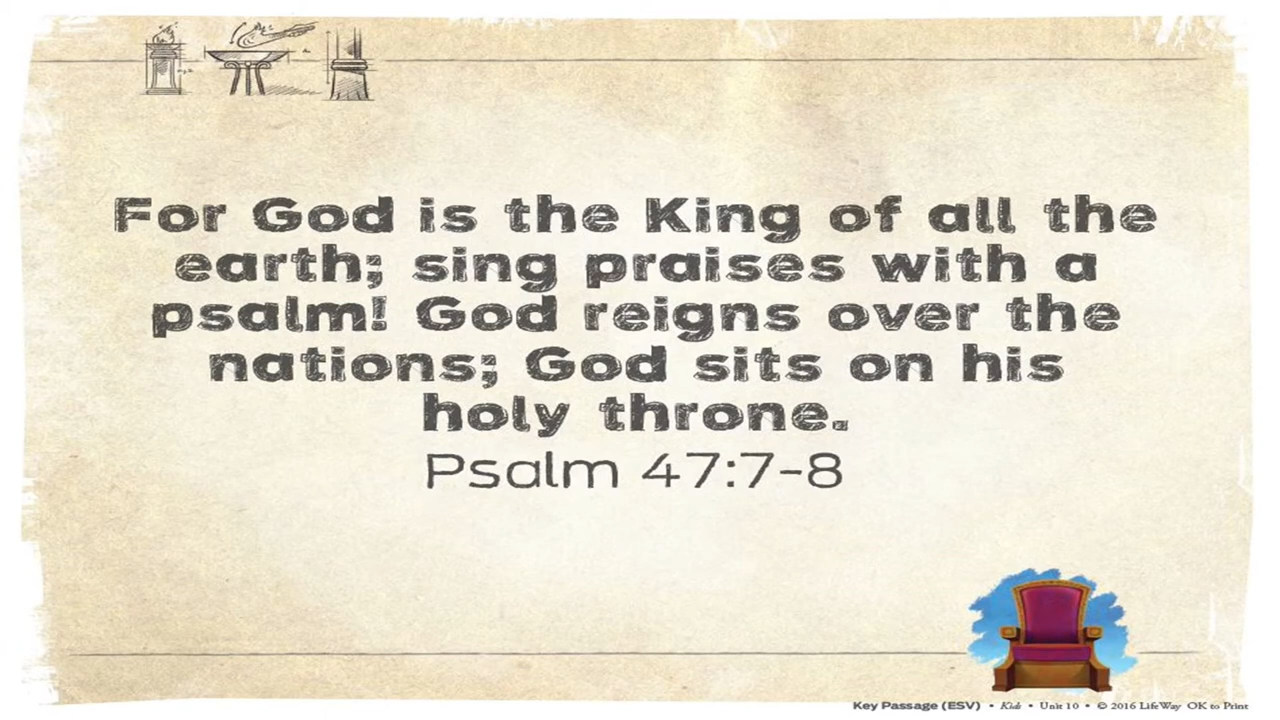 For God is the King of all the
earth; sing praises with a
psalm! God reigns over the
nations; God sits on his
holy throne.
Psalm 47:7-8
Key Passage (ESV) • Kids • Unit 10 • © 2016 LifeWay OK to Print